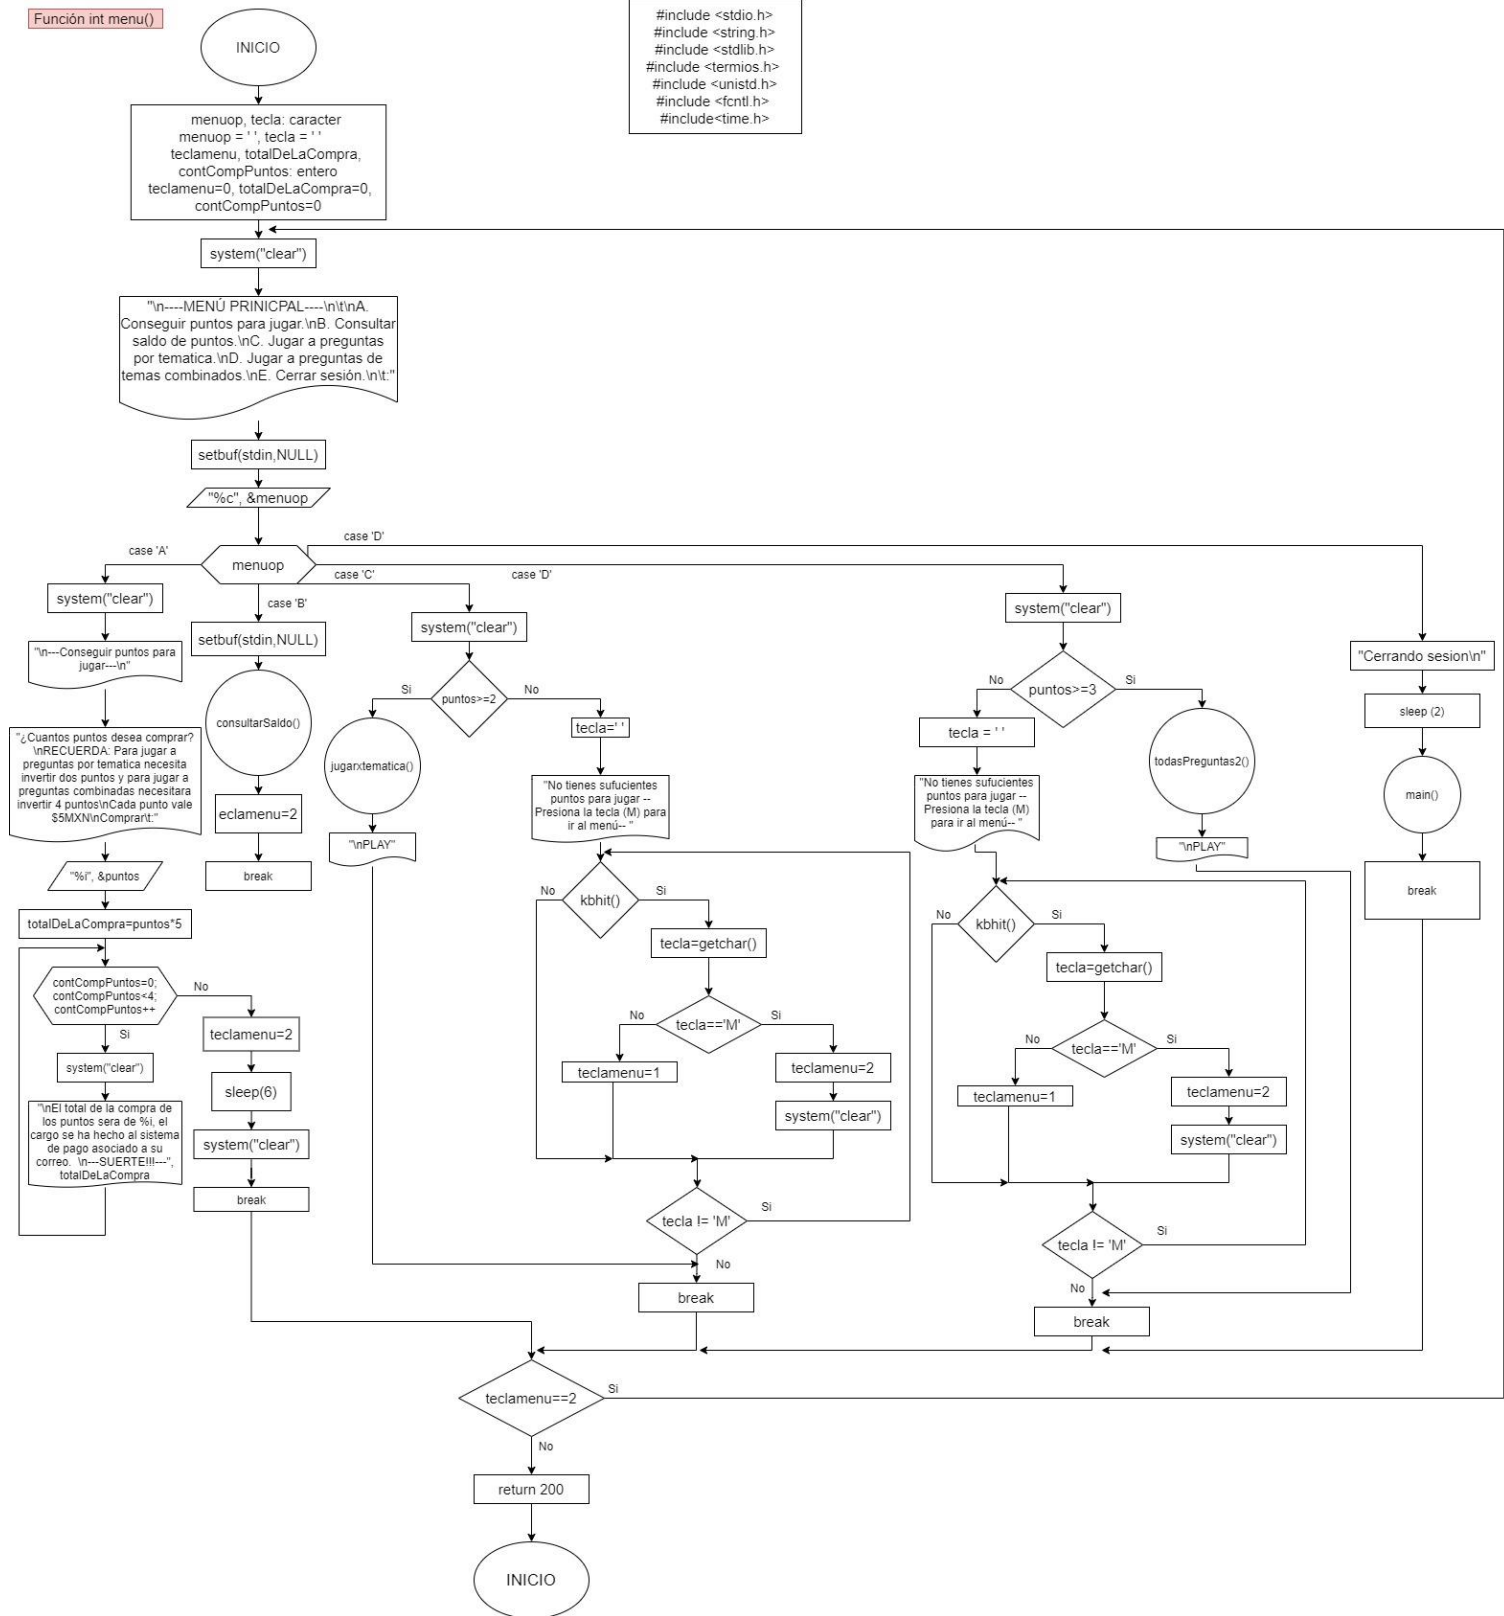 Función int menu()
INICIO
#include <stdio.h>
#include <string.h>
#include <stdlib.h>
#include <termios.h>
#include <unistd.h>
#include <fcntl.h>
#include<time.h>
menuop, tecla: caracter
menuop = ' ', tecla = ' '
teclamenu, totalDeLaCompra,
contCompPuntos: entero
teclamenu=0, totalDeLaCompra=0,
contCompPuntos=0
system("clear")
"\n----MENÚ PRINICPAL----\n\t\nA.
Conseguir puntos para jugar.\nB. Consultar
saldo de puntos.\nC. Jugar a preguntas
por tematica.\nD. Jugar a preguntas de
temas combinados.\nE. Cerrar sesión.\n\t:"
setbuf(stdin,NULL)
"%c", &menuop
menuop
case 'A'
case 'B'
case 'C'
case 'D'
case 'D'
system("clear")
"\n---Conseguir puntos para
jugar---\n"
"¿Cuantos puntos desea comprar?
\nRECUERDA: Para jugar a
preguntas por tematica necesita
invertir dos puntos y para jugar a
preguntas combinadas necesitara
invertir 4 puntos\nCada punto vale
$5MXN\nComprar\t:"
"%i", &puntos
totalDeLaCompra=puntos*5
contCompPuntos=0;
contCompPuntos<4;
contCompPuntos++
No
Si
system("clear")
"\nEl total de la compra de
los puntos sera de %i, el
cargo se ha hecho al sistema
de pago asociado a su
correo. \n---SUERTE!!!---",
totalDeLaCompra
teclamenu=2
sleep(6)
system("clear")
break
setbuf(stdin,NULL)
consultarSaldo()
eclamenu=2
break
system("clear")
puntos>=2
Si
No
jugarxtematica()
"\nPLAY"
tecla=' '
"No tienes sufucientes
puntos para jugar --
Presiona la tecla (M) para
ir al menú-- "
kbhit()
No
Si
tecla=getchar()
tecla=='M'
No
Si
teclamenu=1
teclamenu=2
system("clear")
tecla != 'M'
Si
No
break
system("clear")
puntos>=3
No
Si
tecla = ' '
"No tienes sufucientes
puntos para jugar --
Presiona la tecla (M)
para ir al menú-- "
todasPreguntas2()
"\nPLAY"
kbhit()
No
Si
tecla=getchar()
tecla=='M'
No
Si
teclamenu=1
teclamenu=2
system("clear")
tecla != 'M'
Si
No
break
"Cerrando sesion\n"
sleep (2)
main()
break
teclamenu==2
Si
No
return 200
INICIO